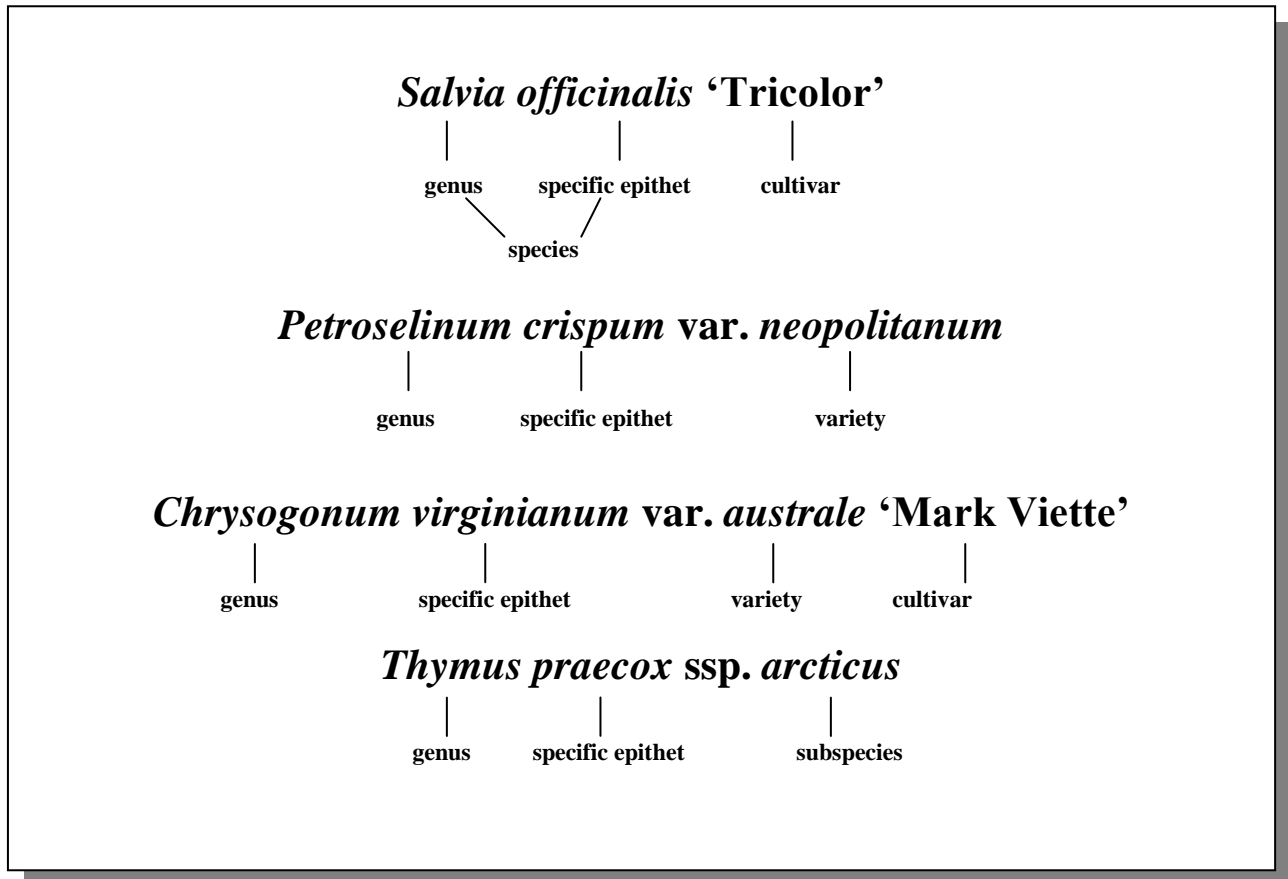 Salvia officinalis ‘Tricolor’
genus specific epithet cultivar
species
Petroselinum crispum var. neopolitanum
genus specific epithet variety
Chrysogonum virginianum var. australe ‘Mark Viette’
genus specific epithet variety cultivar
Thymus praecox ssp. arcticus
genus specific epithet subspecies